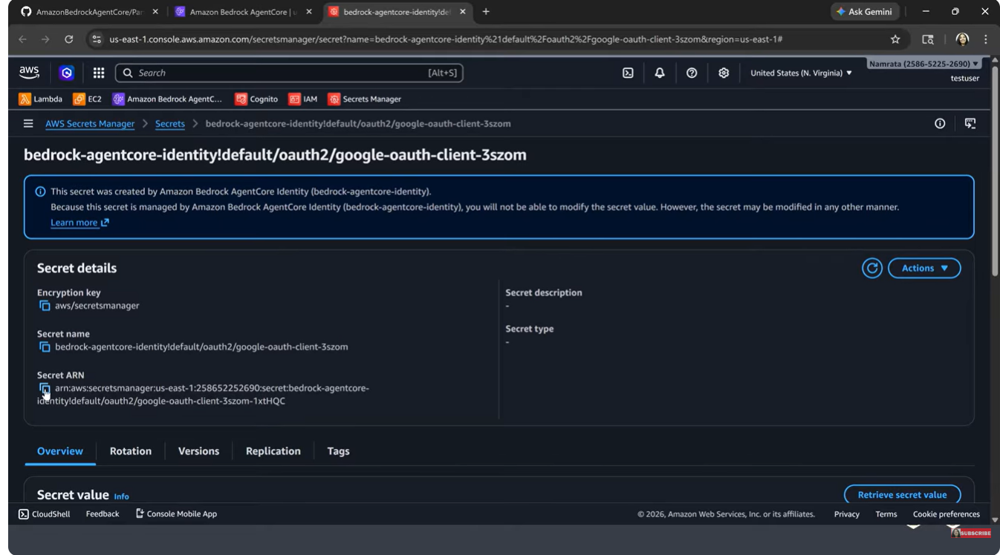 AmazonBedrockAgentCore/Par
Amazon Bedrock AgentCore | u
bedrock-agentcore-identity!def
Ask Gemini
us-east-1.console.aws.amazon.com/secretsmanager/secret?name=bedrock-agentcore-identity%21default%2Foauth2%2Fgoogle-oauth-client-3szom&region=us-east-1#
aws
Search
[Alt+S]
United States (N. Virginia)
Namrata (2586-5225-2690)
testuser
Lambda
EC2
Amazon Bedrock AgentC...
Cognito
IAM
Secrets Manager
AWS Secrets Manager > Secrets > bedrock-agentcore-identity!default/oauth2/google-oauth-client-3szom
bedrock-agentcore-identity!default/oauth2/google-oauth-client-3szom
This secret was created by Amazon Bedrock AgentCore Identity (bedrock-agentcore-identity).
Because this secret is managed by Amazon Bedrock AgentCore Identity (bedrock-agentcore-identity), you will not be able to modify the secret value. However, the secret may be modified in any other manner.
Learn more
Secret details
Actions
Encryption key
aws/secretsmanager
Secret name
bedrock-agentcore-identity!default/oauth2/google-oauth-client-3szom
Secret ARN
arn:aws:secretsmanager:us-east-1:258652252690:secret:bedrock-agentcore-
identity!default/oauth2/google-oauth-client-3szom-1xtHQC
Secret description
-
Secret type
-
Overview
Rotation
Versions
Replication
Tags
Secret value Info
Retrieve secret value
CloudShell
Feedback
Console Mobile App
© 2026, Amazon Web Services, Inc. or its affiliates.
Privacy
Terms
Cookie preferences
SUBSCRIBE